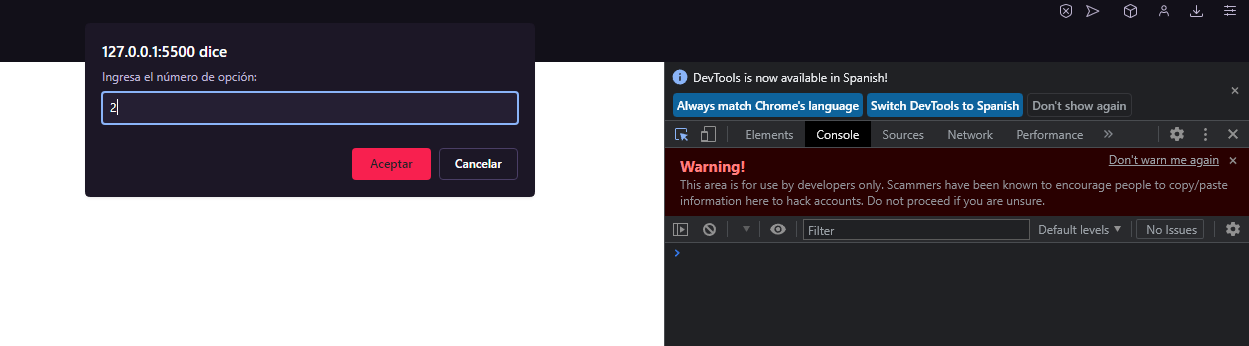 127.0.0.1:5500 dice
Ingresa el número de opción:
2
Aceptar
Cancelar
DevTools is now available in Spanish!
Always match Chrome's language
Switch DevTools to Spanish
Don't show again
Elements
Console
Sources
Network
Performance
Warning!
Don't warn me again
This area is for use by developers only. Scammers have been known to encourage people to copy/paste
information here to hack accounts. Do not proceed if you are unsure.
Filter
Default levels
No Issues